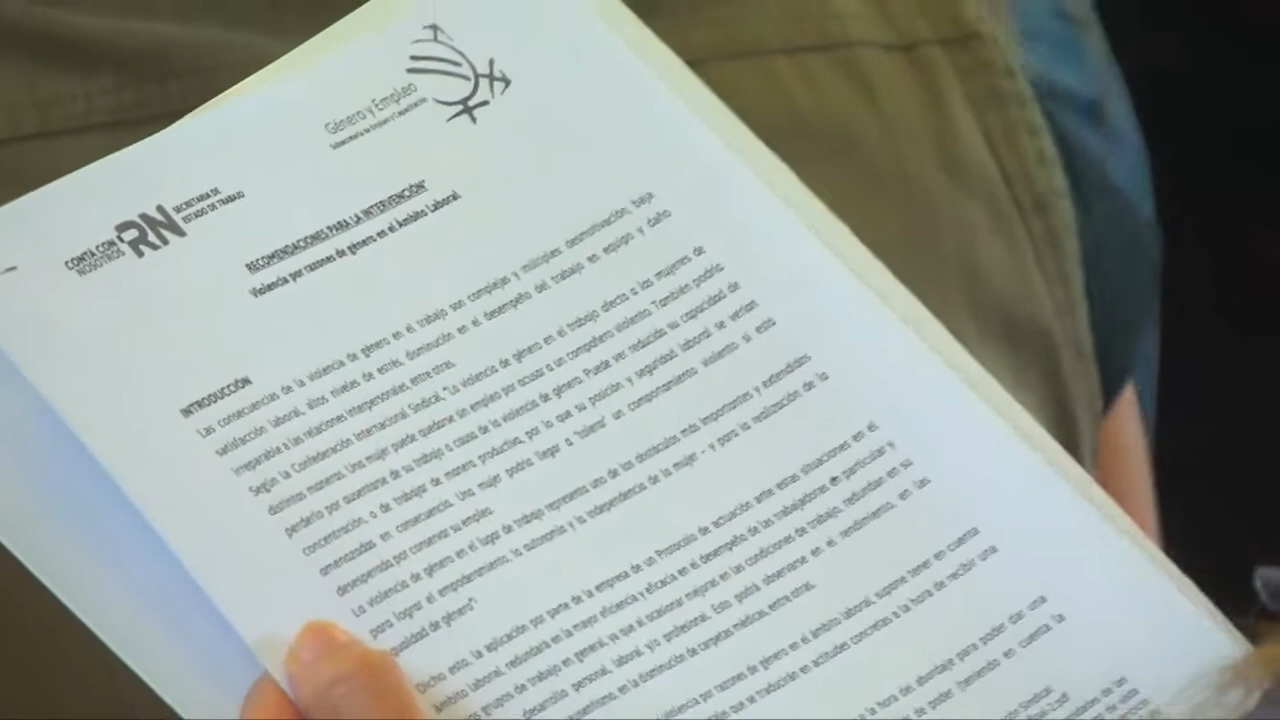 Género y Empleo
Subsecretaría de Empleo y Capacitación
CONTÁ CON
NOSOTROS
RN
SECRETARÍA DE
ESTADO DE TRABAJO
RECOMENDACIONES PARA LA INTERVENCIÓN"
Violencia por razones de género en el Ámbito Laboral
INTRODUCCIÓN
Las consecuencias de la violencia de género en el trabajo son complejas y múltiples: desmotivación, baja
satisfacción laboral, altos niveles de estrés, disminución en el desempeño del trabajo en equipo y daño
irreparable a las relaciones interpersonales entre otras.
Según la Confederación Internacional Sindical, "La violencia de género en el trabajo afecta a las mujeres de
distintas maneras. Una mujer puede quedarse sin empleo por acusar a un compañero violento. También podría
perderlo por ausentarse de su trabajo a causa de la violencia de género. Puede ver reducida su capacidad de
concentración, o de trabajar de manera productiva, por lo que su posición y seguridad laboral se verían
amenazadas en consecuencia. Una mujer podría llegar a 'tolerar' un comportamiento violento si está
desesperada por conservar su empleo.
La violencia de género en el lugar de trabajo representa uno de los obstáculos más importantes y extendidos
para lograr el empoderamiento, la autonomía y la independencia de la mujer – y para la realización de la
igualdad de género".
Dicho esto, la aplicación por parte de la empresa de un Protocolo de actuación ante estas situaciones en el
ámbito laboral, redundará en la mayor eficiencia y eficacia en el desempeño de las trabajadoras en particular y
grupos de trabajo en general, ya que al ocasionar mejoras en las condiciones de trabajo, redundan en su
desarrollo personal, laboral y/o profesional. Esto podrá observarse en el rendimiento, en las
en la disminución de carpetas médicas entre otras.
violencia por razones de género en el ámbito laboral, supone tener en cuenta
que se traducirán en actitudes concretas a la hora de recibir una
a la hora del abordaje para poder dar una
de poder (teniendo en cuenta la
Sindical